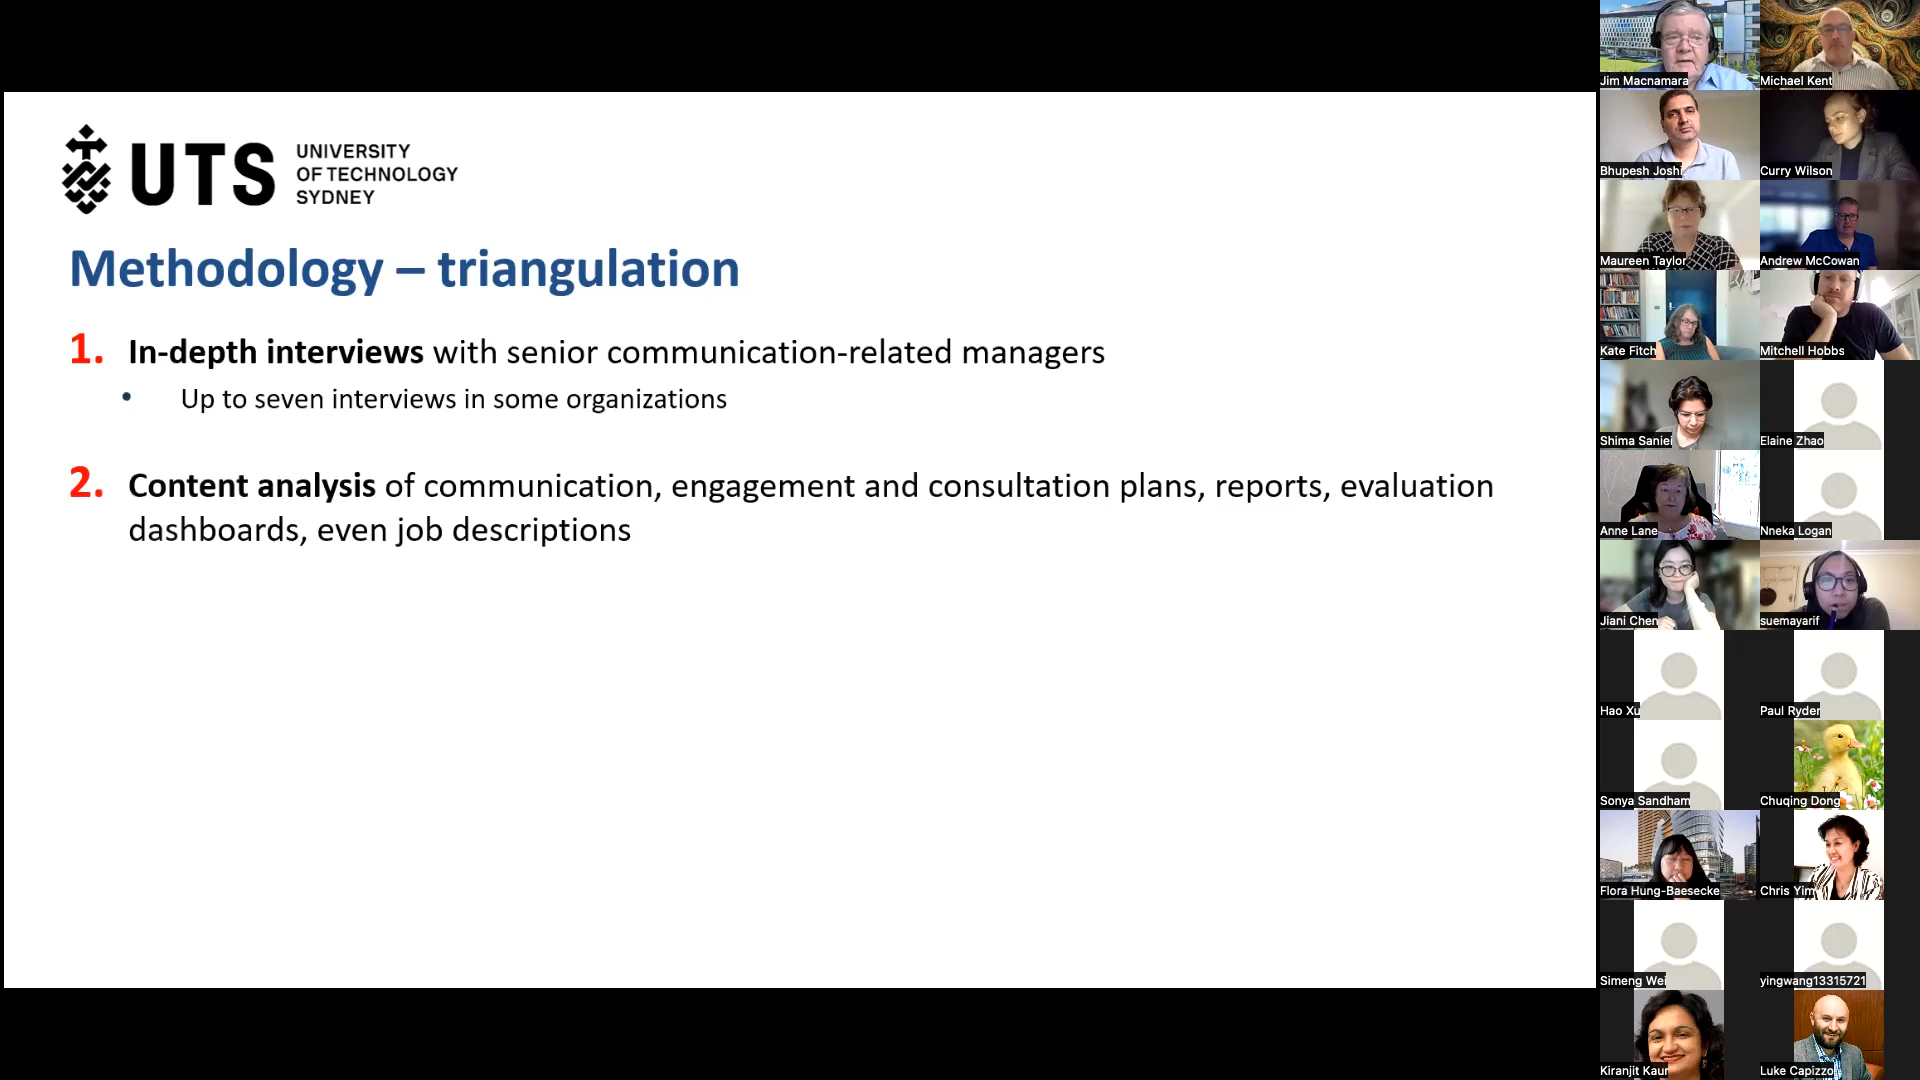 UTS
UNIVERSITY
OF TECHNOLOGY
SYDNEY
Methodology – triangulation
1. In-depth interviews with senior communication-related managers
• Up to seven interviews in some organizations
2. Content analysis of communication, engagement and consultation plans, reports, evaluation
dashboards, even job descriptions
Jim Macnamara
Michael Kent
Bhupesh Joshi
Curry Wilson
Maureen Taylor
Andrew McCowan
Kate Fitch
Mitchell Hobbs
Shima Saniei
Elaine Zhao
Anne Lane
Nneka Logan
Jiani Chen
suemayarif
Hao Xu
Paul Ryder
Sonya Sandham
Chuqing Dong
Flora Hung-Baesecke
Chris Yim
Simeng Wei
yingwang13315721
Kiranjit Kaur
Luke Capizzo